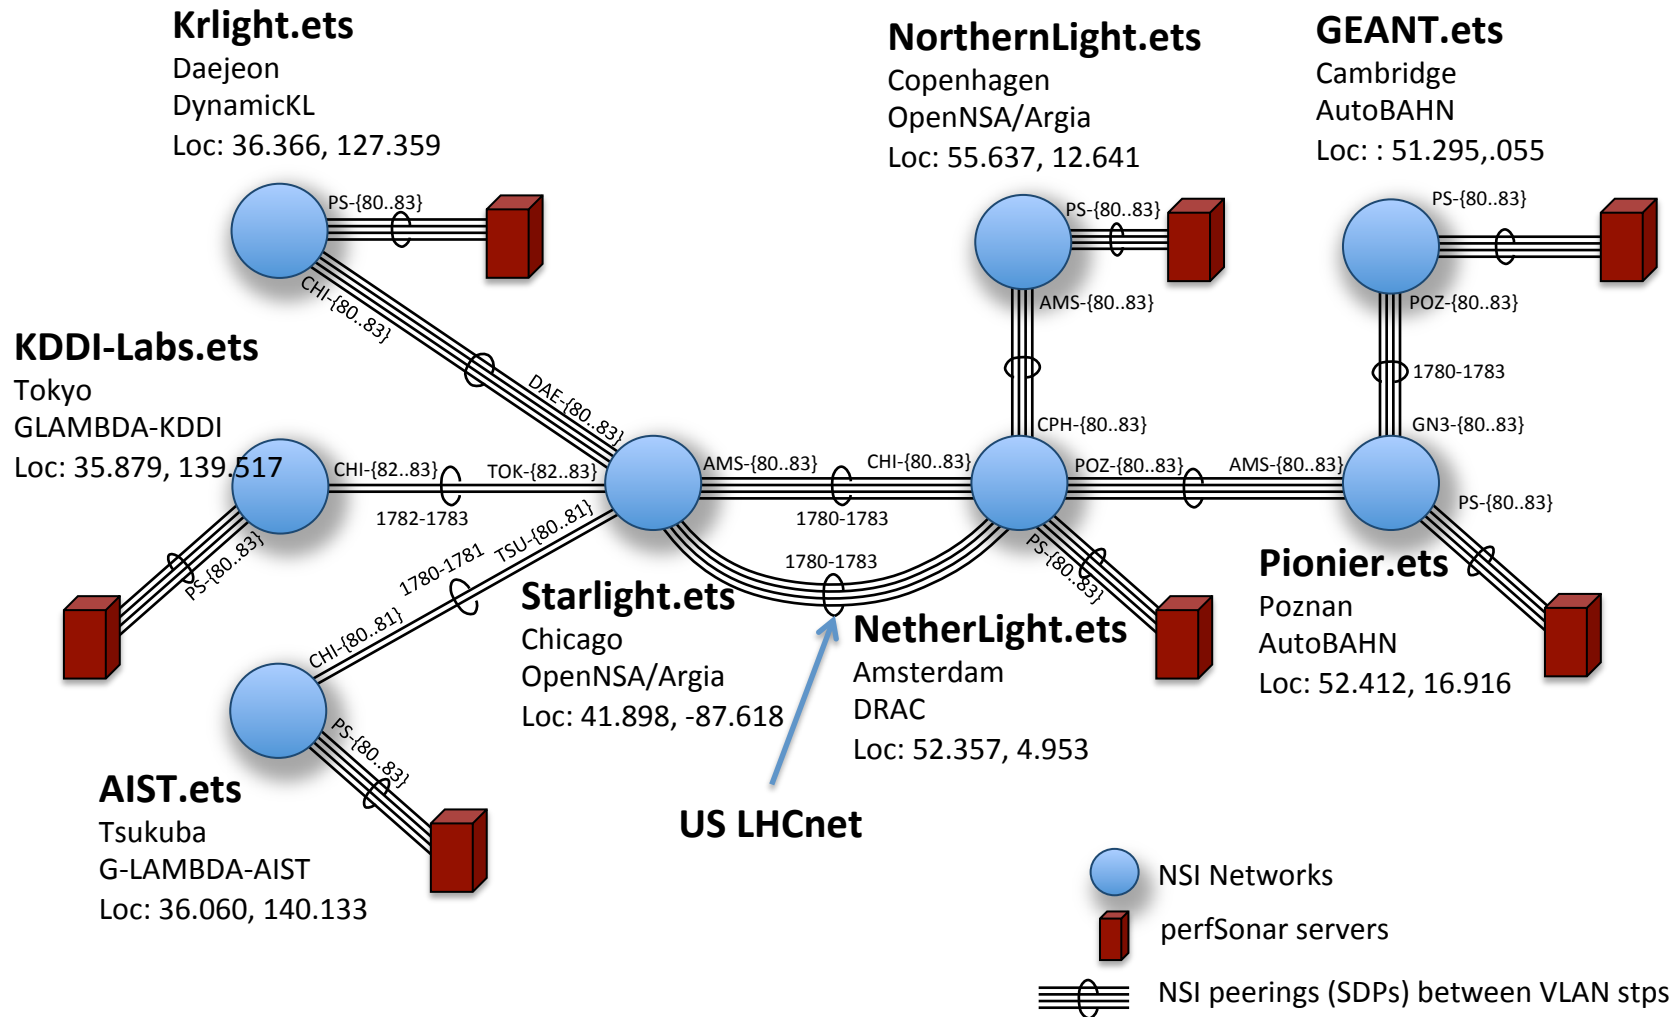 Krlight.ets
Daejeon
DynamicKL
Loc: 36.366, 127.359
NorthernLight.ets
Copenhagen
OpenNSA/Argia
Loc: 55.637, 12.641
GEANT.ets
Cambridge
AutoBAHN
Loc: : 51.295,.055
PS-{80..83}
PS-{80..83}
PS-{80..83}
CHI-{80..83}
AMS-{80..83}
POZ-{80..83}
KDDI-Labs.ets
Tokyo
GLAMBDA-KDDI
Loc: 35.879, 139.517
DAE-{80..83}
1780-1783
CPH-{80..83}
GN3-{80..83}
CHI-{82..83}
TOK-{82..83}
AMS-{80..83}
CHI-{80..83}
POZ-{80..83}
AMS-{80..83}
1782-1783
1780-1783
PS-{80..83}
PS-{80..83}
TSU-{80..81}
1780-1781
CHI-{80..81}
1780-1783
PS-{80..83}
Starlight.ets
Chicago
OpenNSA/Argia
Loc: 41.898, -87.618
NetherLight.ets
Amsterdam
DRAC
Loc: 52.357, 4.953
Pionier.ets
Poznan
AutoBAHN
Loc: 52.412, 16.916
PS-{80..83}
AIST.ets
Tsukuba
G-LAMBDA-AIST
Loc: 36.060, 140.133
US LHCnet
NSI Networks
perfSonar servers
NSI peerings (SDPs) between VLAN stps